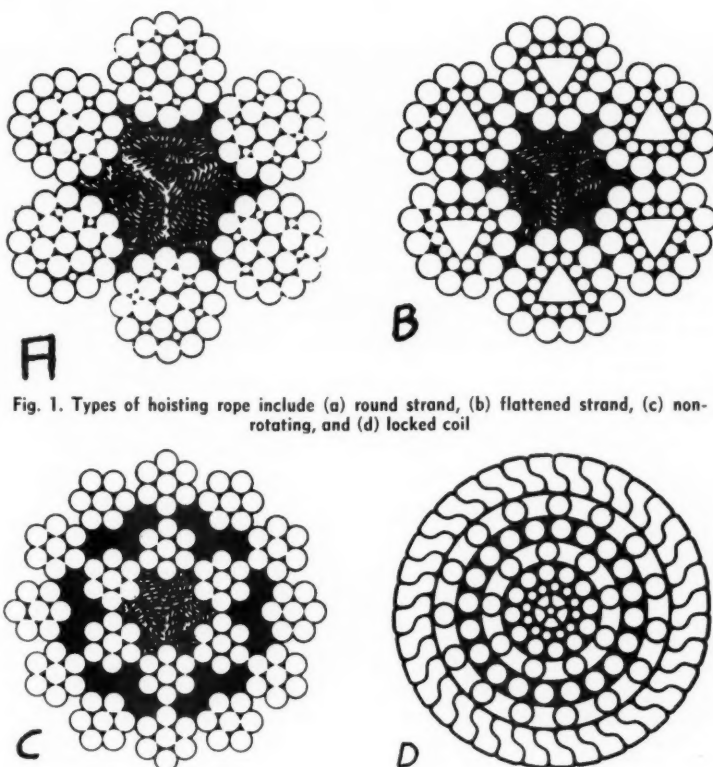 A
B
Fig. 1. Types of hoisting rope include (a) round strand, (b) flattened strand, (c) non-
rotating, and (d) locked coil
C
D